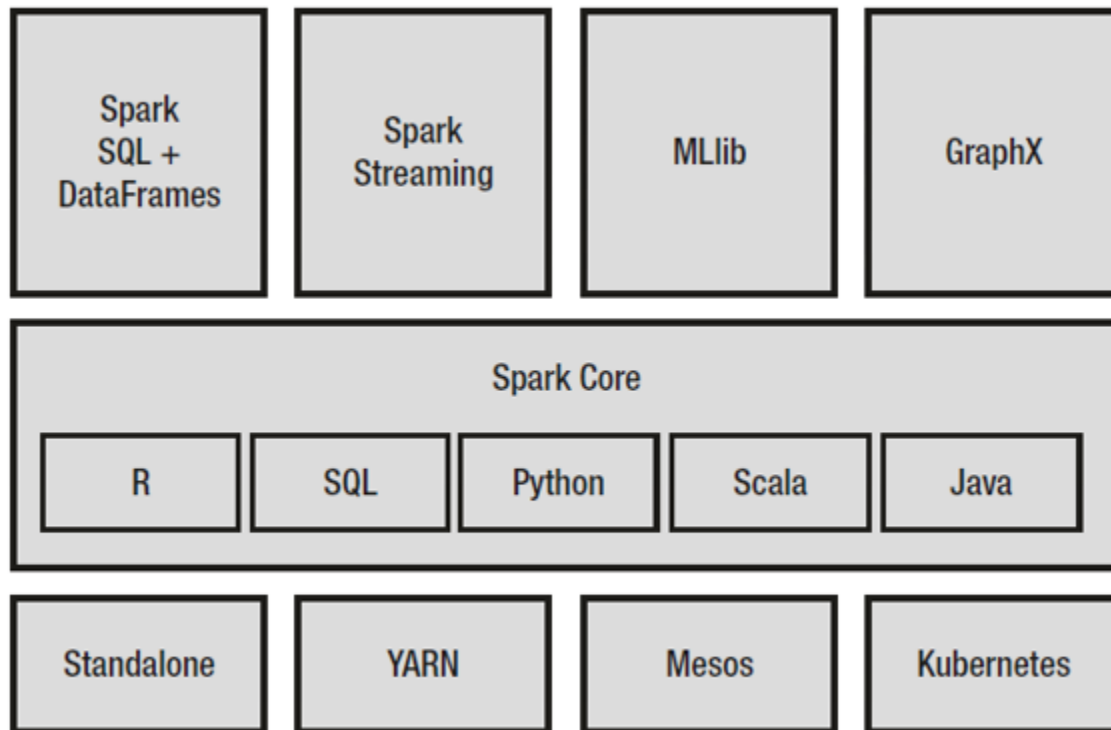 Spark
SQL +
DataFrames
Spark
Streaming
MLlib
GraphX
Spark Core
R
SQL
Python
Scala
Java
Standalone
YARN
Mesos
Kubernetes